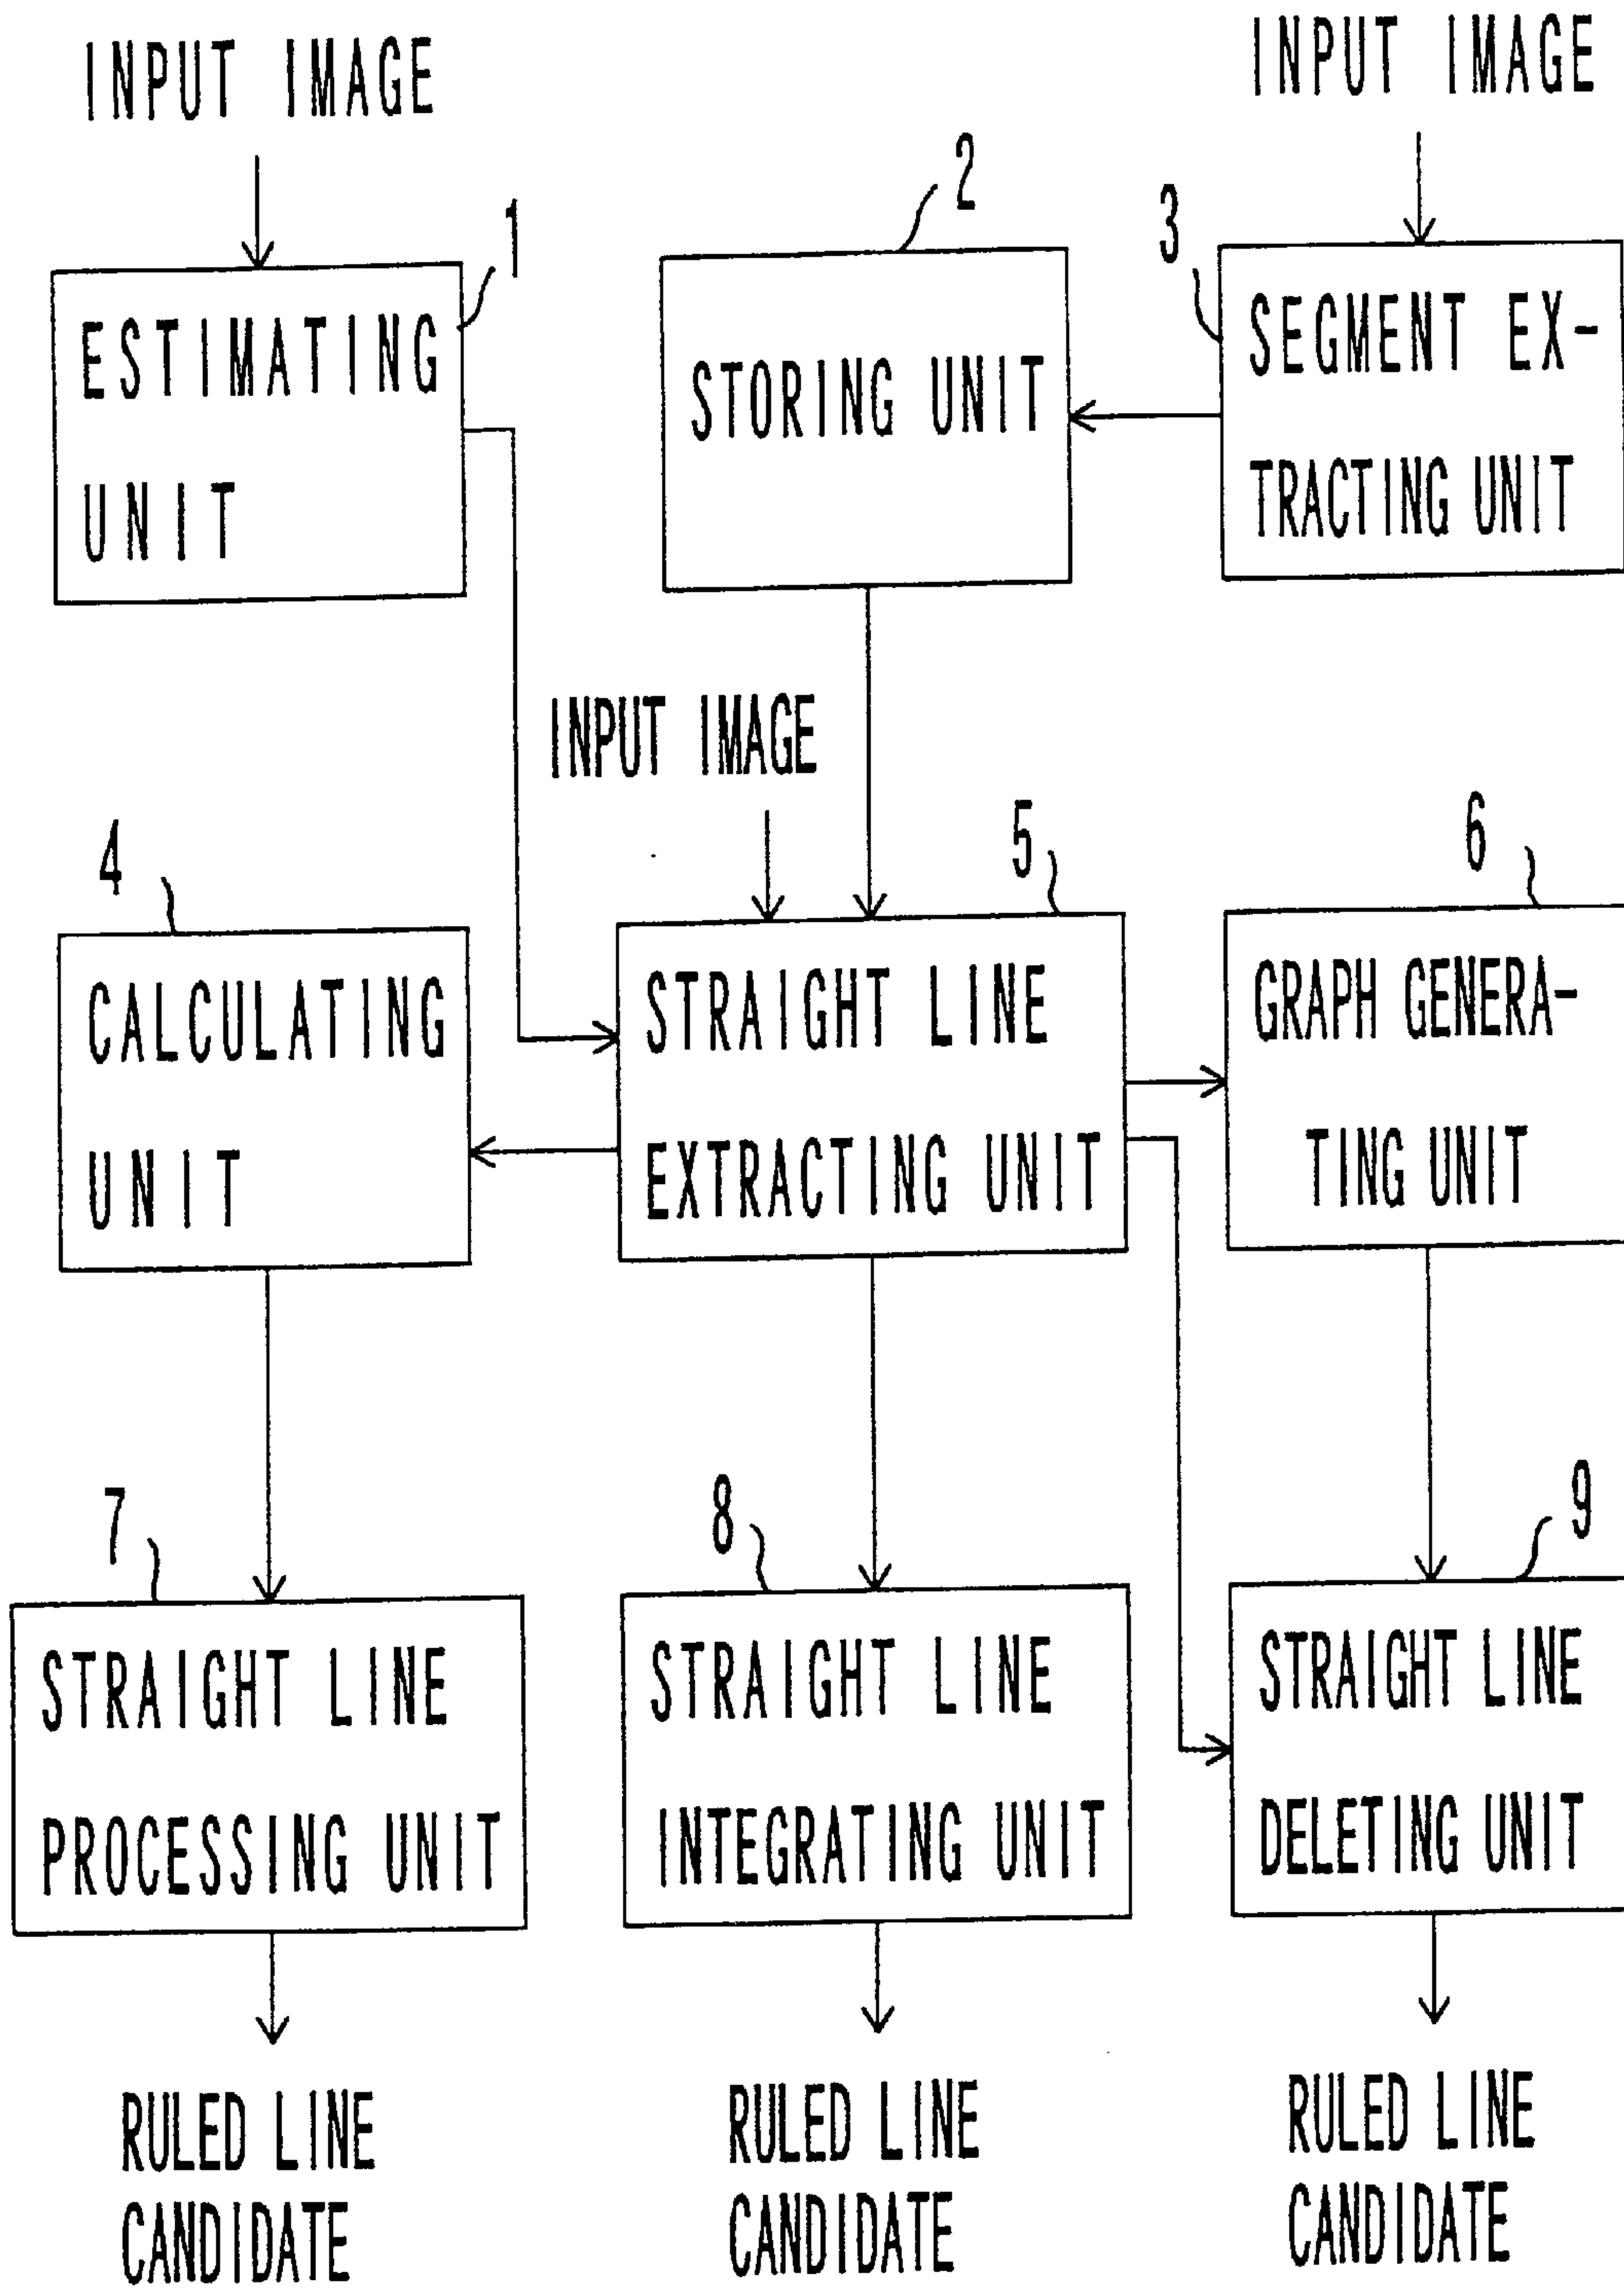 INPUT IMAGE
INPUT IMAGE
1
2
3
ESTIMATING
UNIT
STORING UNIT
SEGMENT EX-
TRACTING UNIT
INPUT IMAGE
4
5
6
CALCULATING
UNIT
STRAIGHT LINE
EXTRACTING UNIT
GRAPH GENERA-
TING UNIT
7
8
9
STRAIGHT LINE
PROCESSING UNIT
STRAIGHT LINE
INTEGRATING UNIT
STRAIGHT LINE
DELETING UNIT
RULED LINE
CANDIDATE
RULED LINE
CANDIDATE
RULED LINE
CANDIDATE